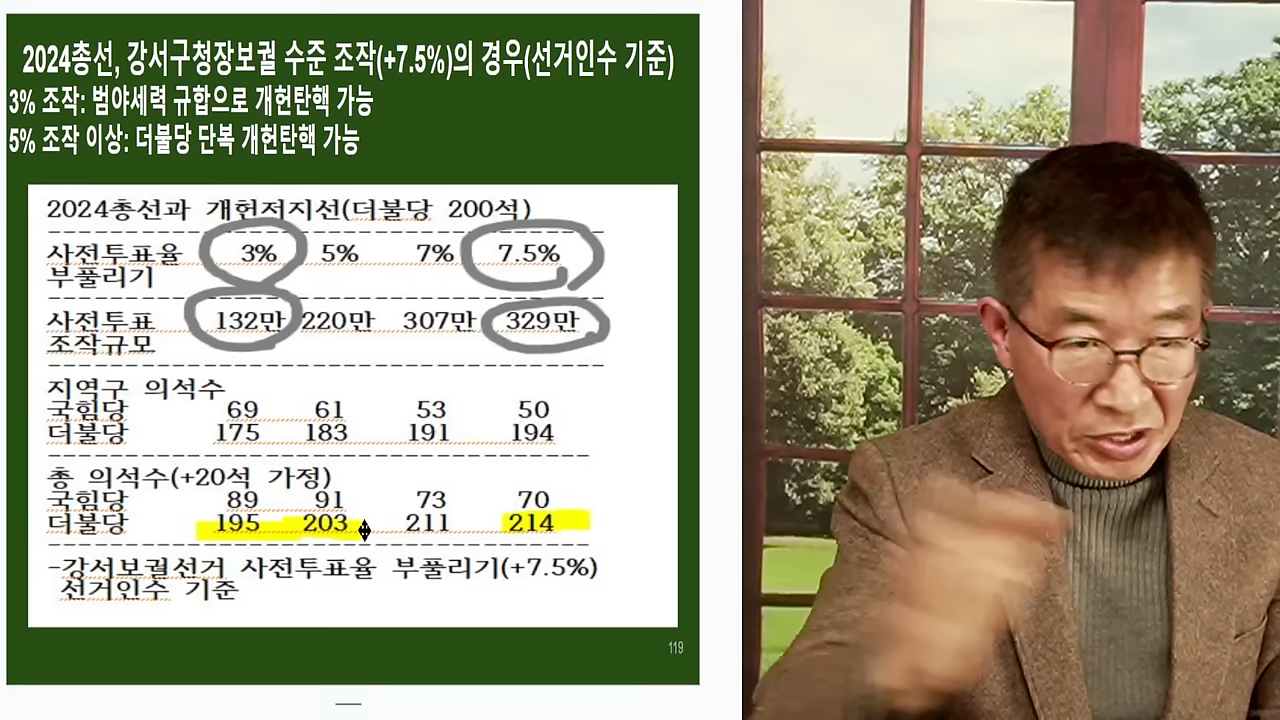 2024총선, 강서구청장보궐 수준 조작(+7.5%)의 경우(선거인수 기준)
3% 조작: 범야세력 규합으로 개헌탄핵 가능
5% 조작 이상: 더불당 단복 개헌탄핵 가능
2024총선과 개헌저지선(더불당 200석)
사전투표율 3% 5% 7% 7.5%
부풀리기
사전투표 132만 220만 307만 329만
조작규모
지역구 의석수
국힘당 69 61 53 50
더불당 175 183 191 194
총 의석수(+20석 가정)
국힘당 89 91 73 70
더불당 195 203 211 214
-강서보궐선거 사전투표율 부풀리기(+7.5%)
선거인수 기준
119